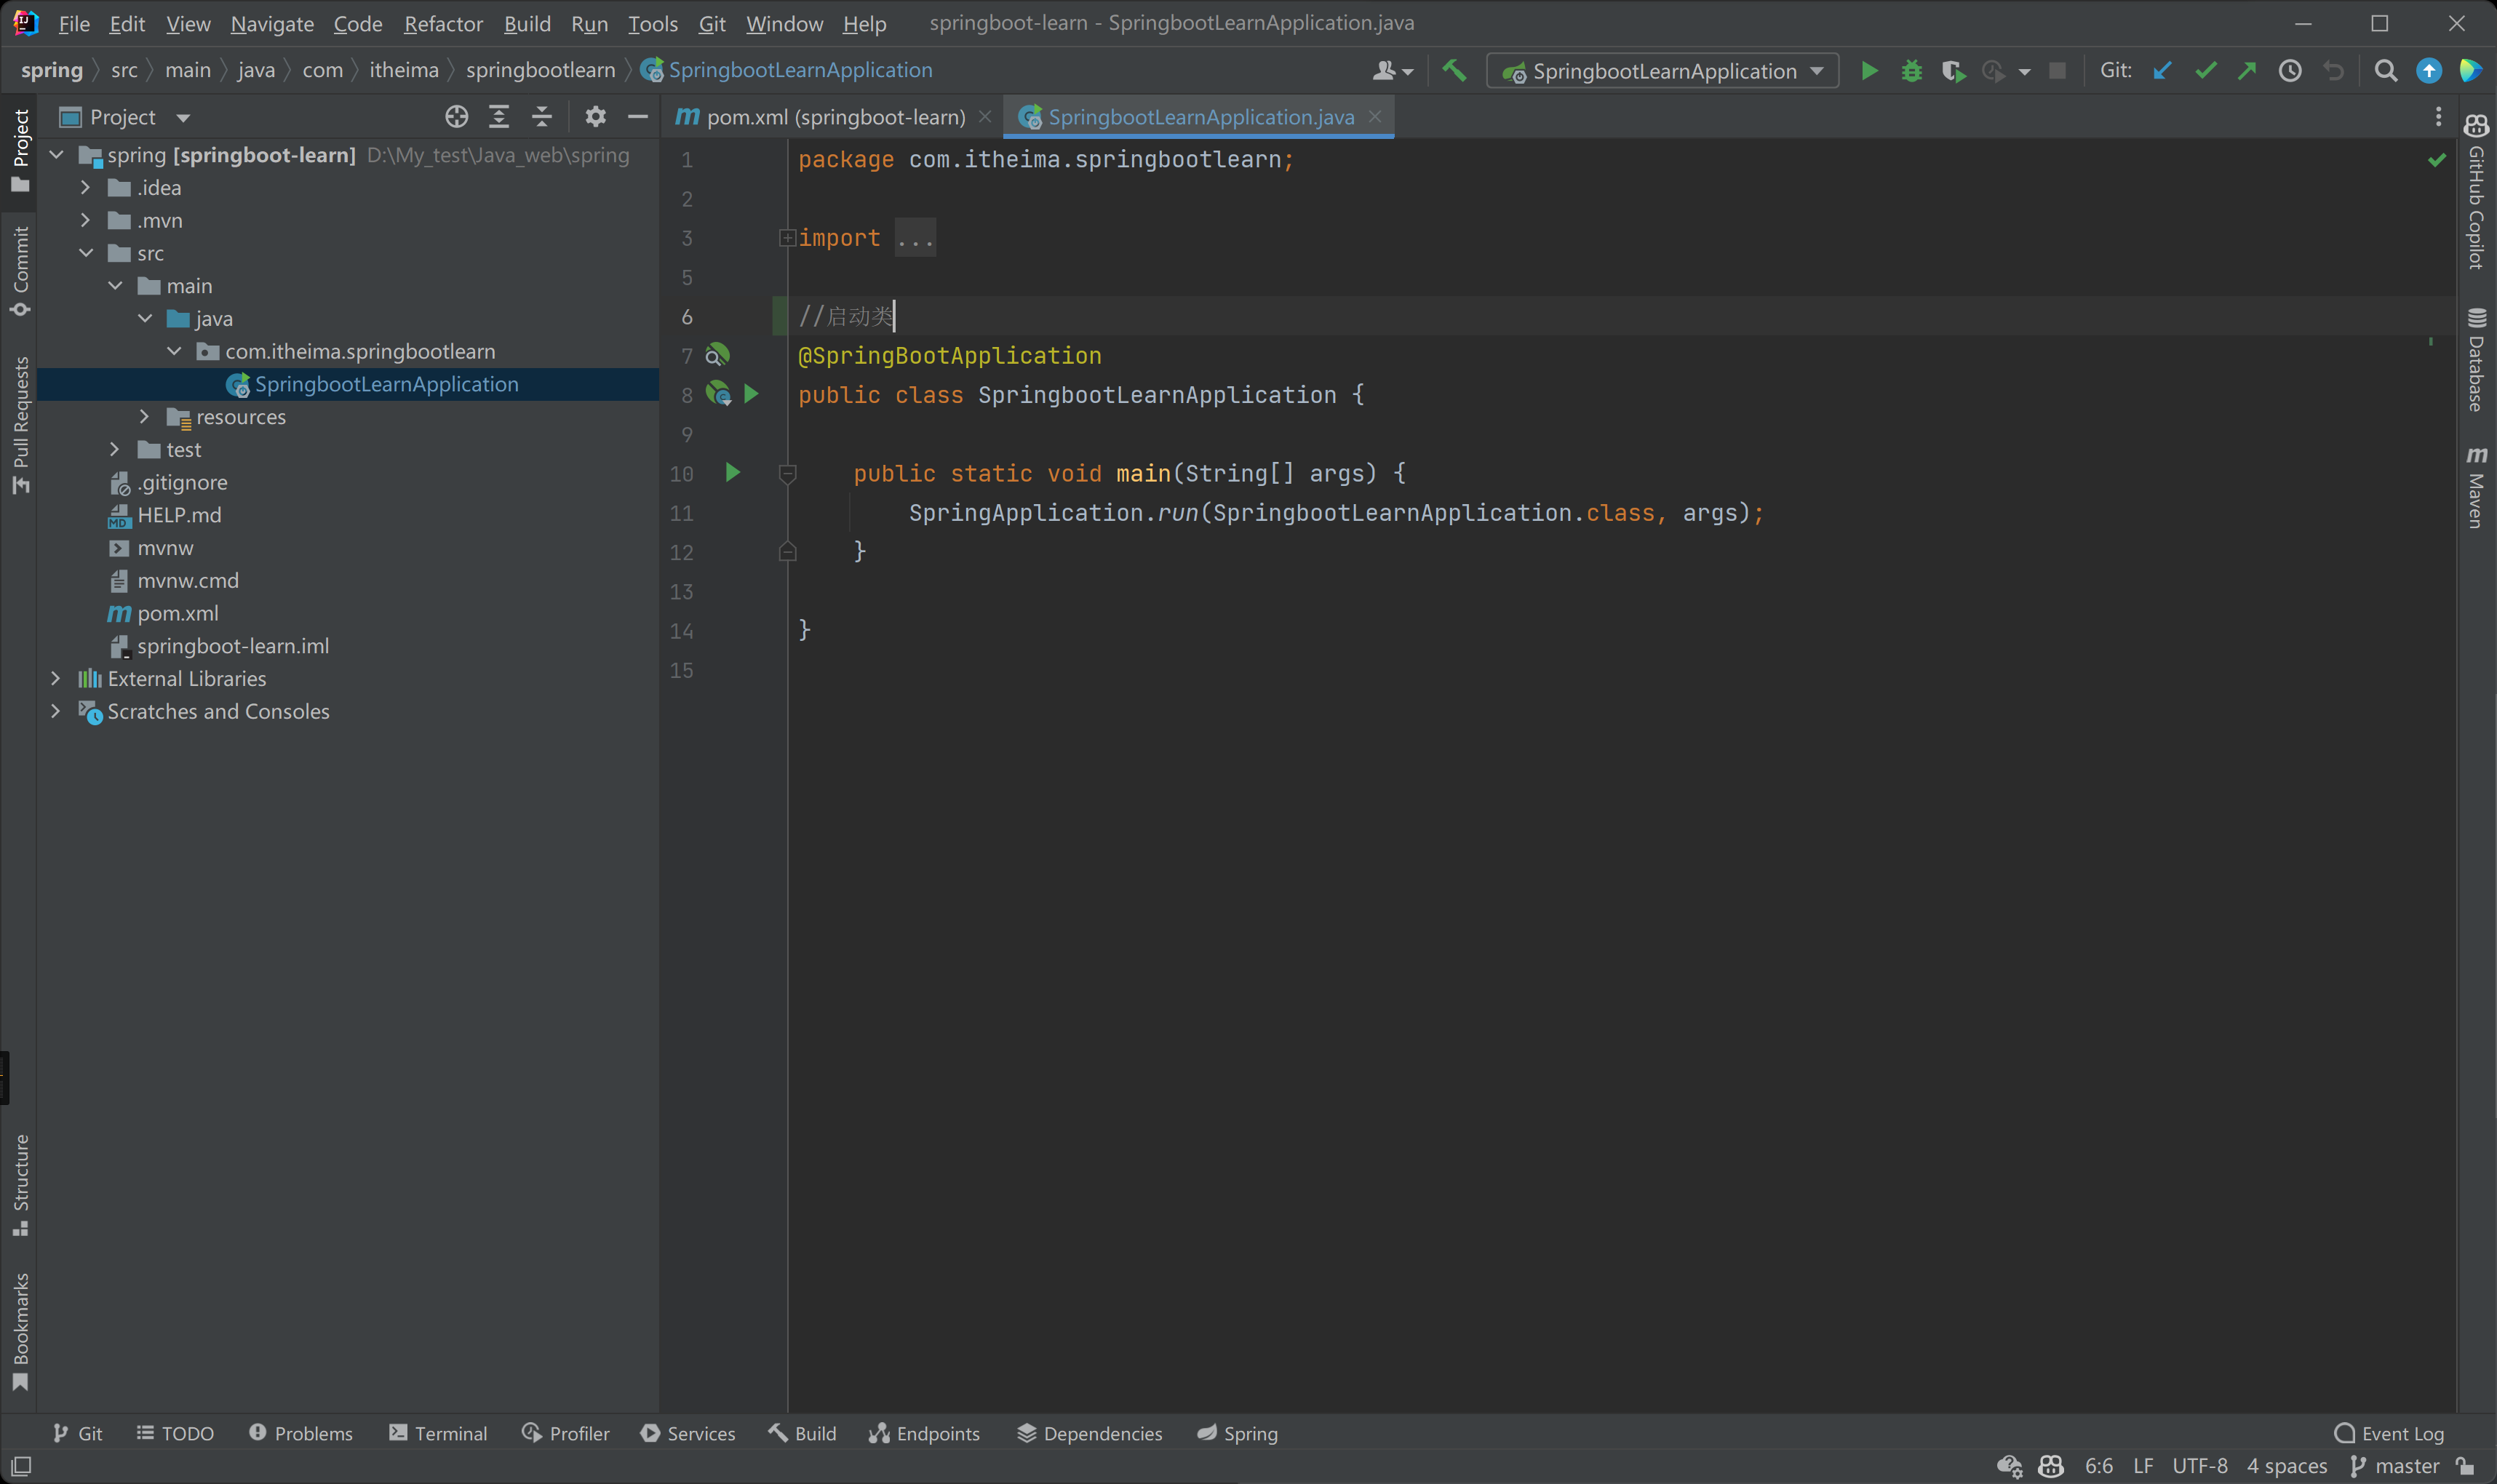 File Edit View Navigate Code Refactor Build Run Tools Git Window Help springboot-learn - SpringbootLearnApplication.java
spring src main java com itheima springbootlearn SpringbootLearnApplication
SpringbootLearnApplication
Git:
Project
pom.xml (springboot-learn)
SpringbootLearnApplication.java
spring [springboot-learn] D:\My_test\Java_web\spring
.idea
.mvn
src
main
java
com.itheima.springbootlearn
SpringbootLearnApplication
resources
test
.gitignore
HELP.md
mvnw
mvnw.cmd
pom.xml
springboot-learn.iml
External Libraries
Scratches and Consoles
1 package com.itheima.springbootlearn;
2
3 import ...
5
6 //启动类
7 @SpringBootApplication
8 public class SpringbootLearnApplication {
9
10 public static void main(String[] args) {
11 SpringApplication.run(SpringbootLearnApplication.class, args);
12 }
13
14 }
15
Project
Commit
Pull Requests
Structure
Bookmarks
GitHub Copilot
Database
Maven
Git TODO Problems Terminal Profiler Services Build Endpoints Dependencies Spring Event Log
6:6 LF UTF-8 4 spaces master